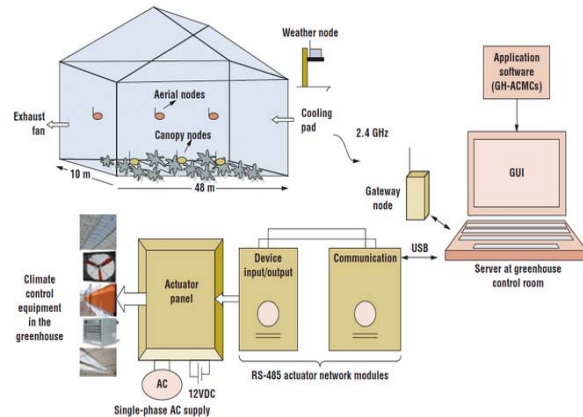 Weather node
Application
software
(GH-ACMCs)
Aerial nodes
Exhaust
fan
Cooling
pad
Canopy nodes
2.4 GHz
GUI
10 m
48 m
Gateway
node
USB
Server at greenhouse
control room
Climate
control
equipment
in the
greenhouse
Actuator
panel
Device
input/output
Communication
AC
12VDC
Single-phase AC supply
RS-485 actuator network modules